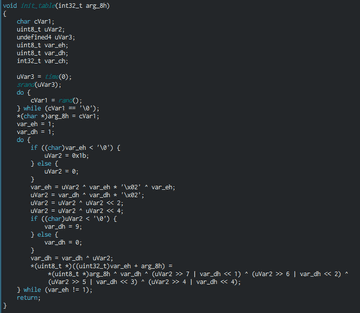 void init_table(int32_t arg_8h)
{
char cVar1;
uint8_t uVar2;
undefined4 uVar3;
uint8_t var_eh;
uint8_t var_dh;
int32_t var_ch;
uVar3 = time(0);
srand(uVar3);
do {
cVar1 = rand();
} while (cVar1 == '\0');
*(char *)arg_8h = cVar1;
var_eh = 1;
var_dh = 1;
do {
if ((char)var_eh < '\0') {
uVar2 = 0x1b;
} else {
uVar2 = 0;
}
var_eh = uVar2 ^ var_eh * '\x02' ^ var_eh;
uVar2 = var_dh ^ var_dh * '\x02';
uVar2 = uVar2 ^ uVar2 << 2;
uVar2 = uVar2 ^ uVar2 << 4;
if ((char)uVar2 < '\0') {
var_dh = 9;
} else {
var_dh = 0;
}
var_dh = var_dh ^ uVar2;
*(uint8_t *)((uint32_t)var_eh + arg_8h) =
*(uint8_t *)arg_8h ^ var_dh ^ (uVar2 >> 7 | var_dh << 1) ^ (uVar2 >> 6 | var_dh << 2) ^
(uVar2 >> 5 | var_dh << 3) ^ (uVar2 >> 4 | var_dh << 4);
} while (var_eh != 1);
return;
}